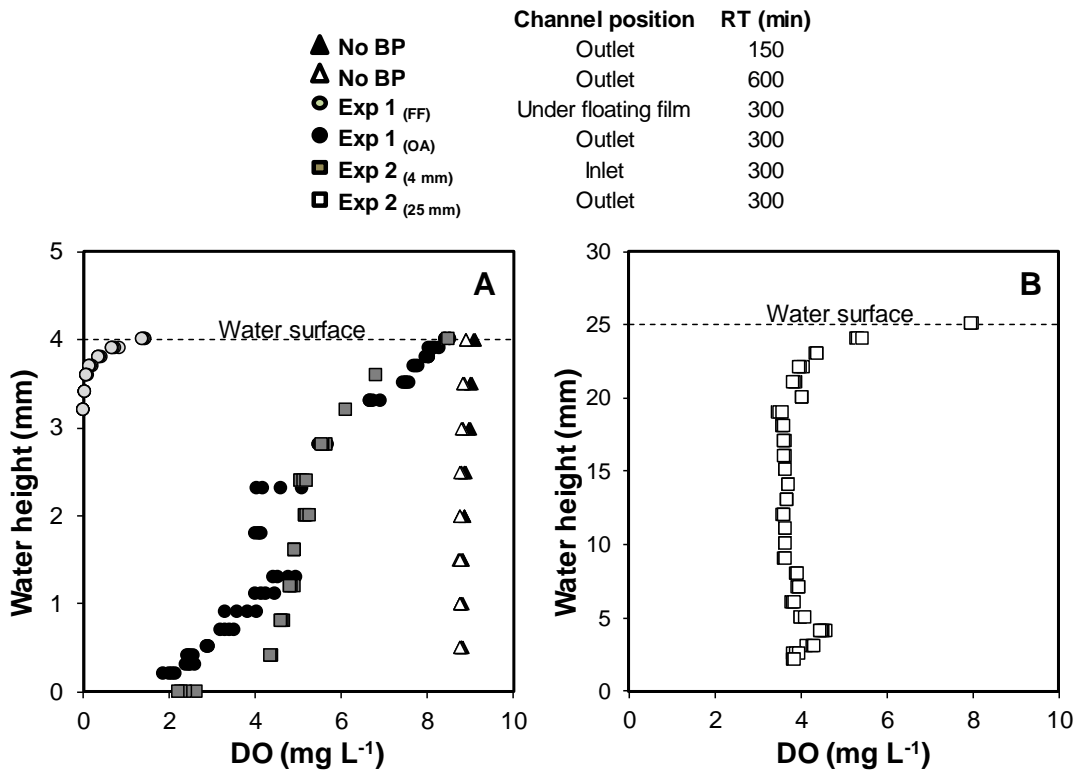 Channel position RT (min)
▲ No BP Outlet 150
△ No BP Outlet 600
○ Exp 1 (FF) Under floating film 300
● Exp 1 (OA) Outlet 300
■ Exp 2 (4 mm) Inlet 300
□ Exp 2 (25 mm) Outlet 300
A
Water surface
5
4
3
2
1
0
Water height (mm)
0 2 4 6 8 10
DO (mg L-1)
B
Water surface
30
25
20
15
10
5
0
Water height (mm)
0 2 4 6 8 10
DO (mg L-1)